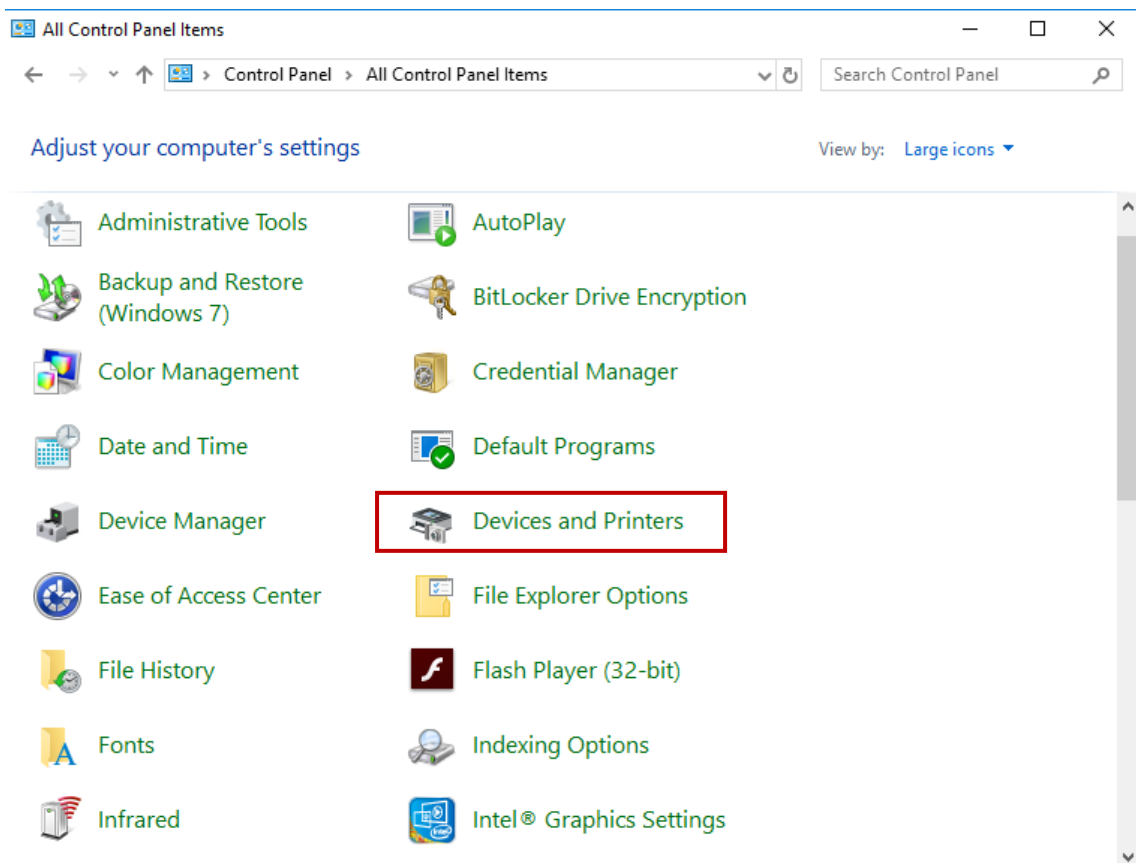 All Control Panel Items
Control Panel > All Control Panel Items
Search Control Panel
Adjust your computer's settings
View by: Large icons
Administrative Tools
AutoPlay
Backup and Restore
(Windows 7)
BitLocker Drive Encryption
Color Management
Credential Manager
Date and Time
Default Programs
Device Manager
Devices and Printers
Ease of Access Center
File Explorer Options
File History
Flash Player (32-bit)
Fonts
Indexing Options
Infrared
Intel® Graphics Settings